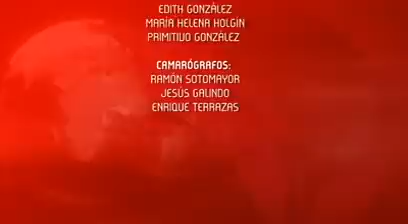 EDITH GONZÁLEZ
MARÍA HELENA HOLGÍN
PRIMITIVO GONZÁLEZ
CAMARÓGRAFOS:
RAMÓN SOTOMAYOR
JESÚS GALINDO
ENRIQUE TERRAZAS